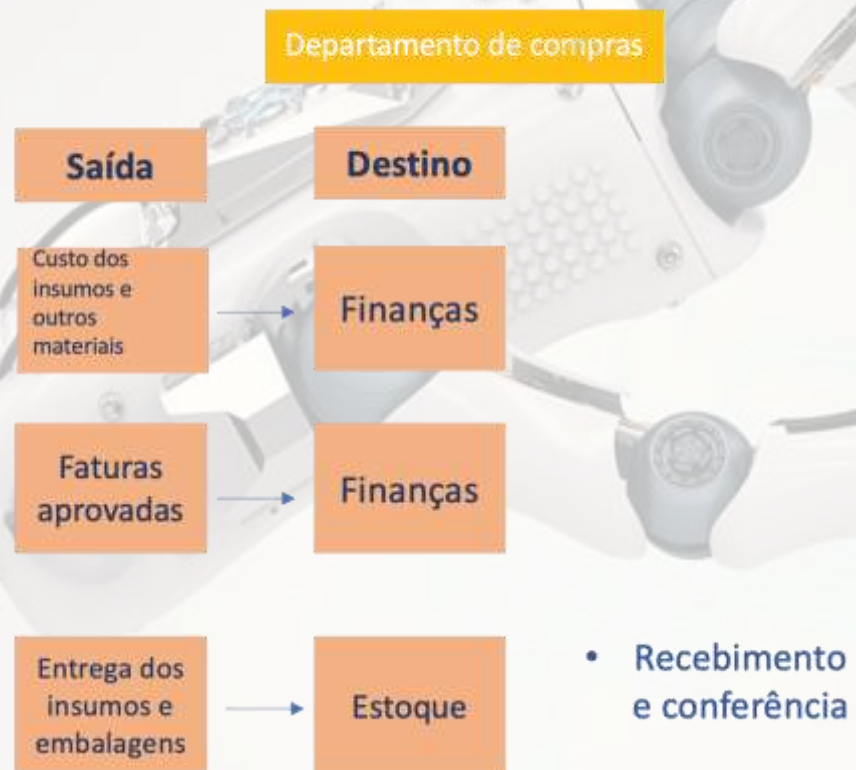 Departamento de compras
Saída
Destino
Custo dos
insumos e
outros
materiais
Finanças
Faturas
aprovadas
Finanças
Entrega dos
insumos e
embalagens
Estoque
• Recebimento
e conferência